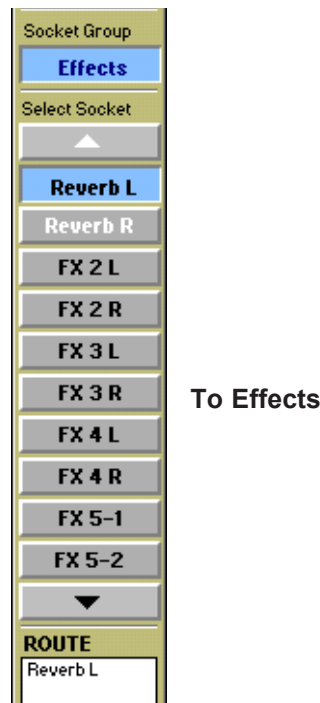 Socket Group
Effects
Select Socket
Reverb L
Reverb R
FX 2 L
FX 2 R
FX 3 L
FX 3 R
To Effects
FX 4 L
FX 4 R
FX 5-1
FX 5-2
ROUTE
Reverb L